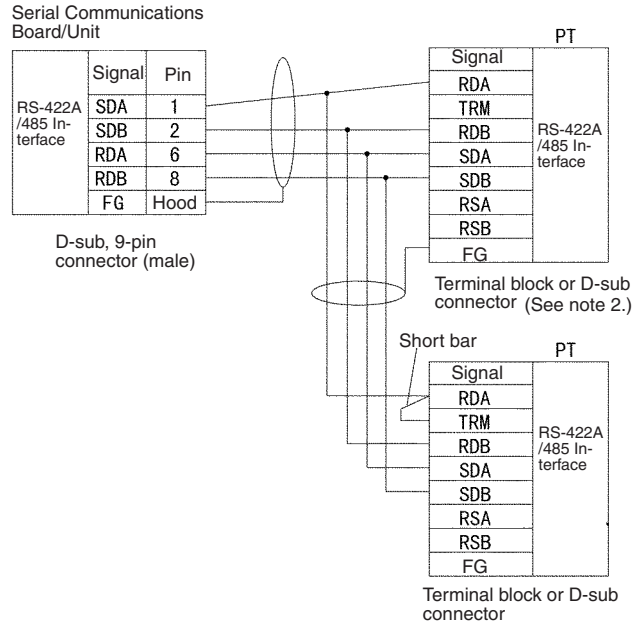 Serial Communications
Board/Unit
Signal Pin
RS-422A
/485 In-
terface
SDA 1
SDB 2
RDA 6
RDB 8
FG Hood
D-sub, 9-pin
connector (male)
PT
Signal
RDA
TRM
RDB
SDA
SDB
RSA
RSB
FG
RS-422A
/485 In-
terface
Terminal block or D-sub
connector (See note 2.)
Short bar
PT
Signal
RDA
TRM
RDB
SDA
SDB
RSA
RSB
FG
RS-422A
/485 In-
terface
Terminal block or D-sub
connector